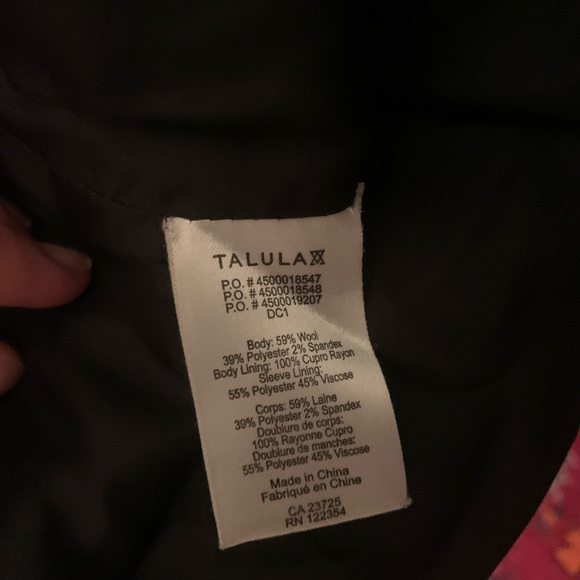 TALULA
P.O. # 4500018547
P.O. # 4500018548
P.O. # 4500019207
DC1
Body: 59% Wool
39% Polyester 2% Spandex
Body Lining: 100% Cupro Rayon
Sleeve Lining:
55% Polyester 45% Viscose
Corps: 59% Laine
39% Polyester 2% Spandex
Doublure de corps:
100% Rayonne Cupro
Doublure de manches:
55% Polyester 45% Viscose
Made in China
Fabriqué en Chine
CA 23725
RN 122354